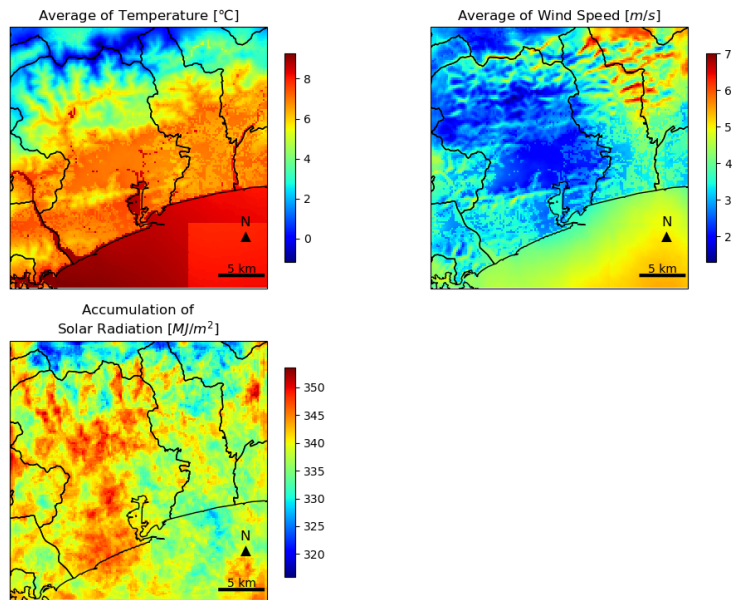 Average of Temperature [℃]
8
6
4
2
0
N
5 km
Average of Wind Speed [m/s]
7
6
5
4
3
2
N
5 km
Accumulation of
Solar Radiation [MJ/m²]
350
345
340
335
330
325
320
N
5 km